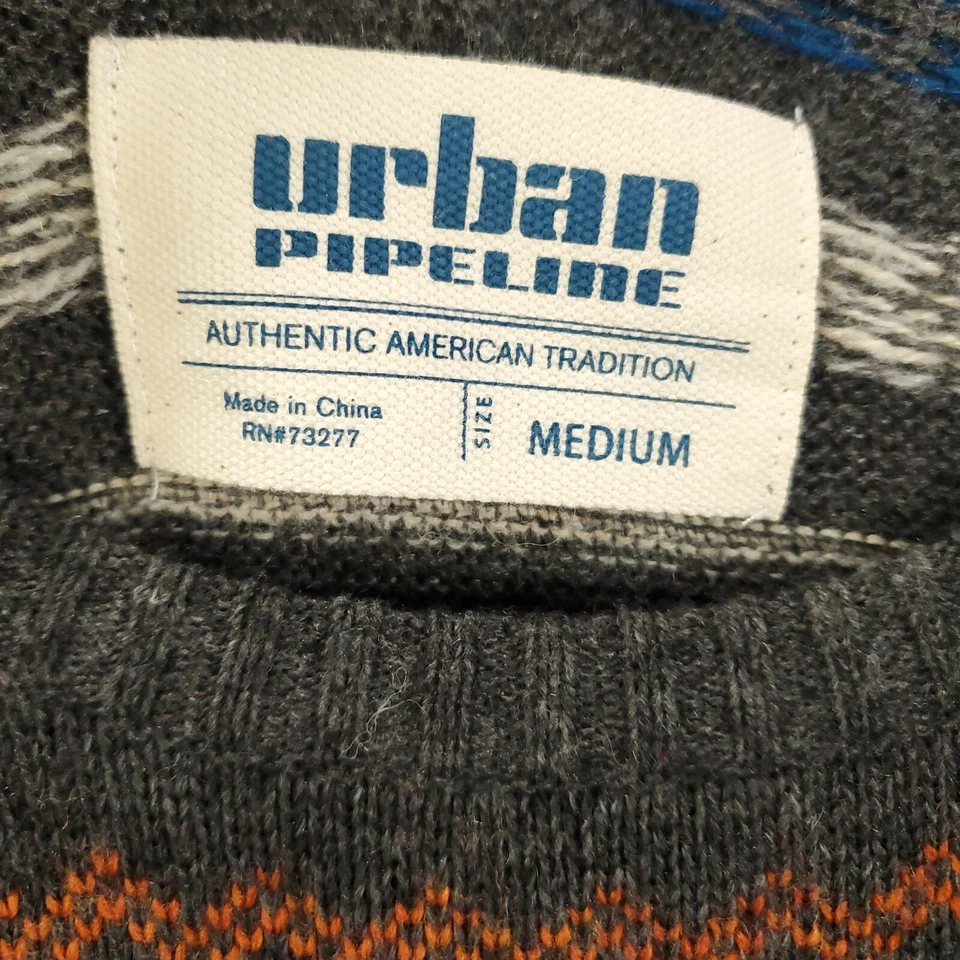 urban
PIPELINE
AUTHENTIC AMERICAN TRADITION
Made in China
RN#73277
SIZE
MEDIUM